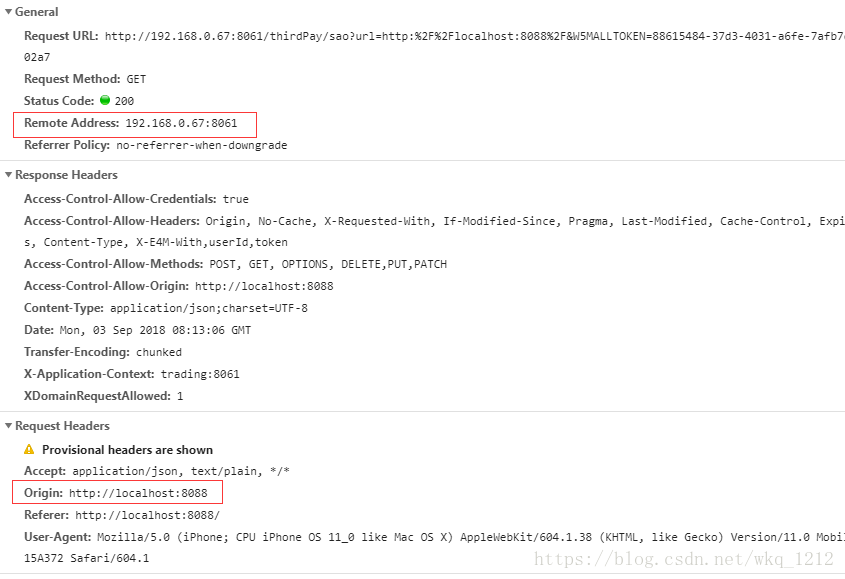 General
Request URL: http://192.168.0.67:8061/thirdPay/sao?url=http:%2F%2Flocalhost:8088%2F&W5MALLTOKEN=88615484-37d3-4031-a6fe-7afb7
02a7
Request Method: GET
Status Code: 200
Remote Address: 192.168.0.67:8061
Referrer Policy: no-referrer-when-downgrade
Response Headers
Access-Control-Allow-Credentials: true
Access-Control-Allow-Headers: Origin, No-Cache, X-Requested-With, If-Modified-Since, Pragma, Last-Modified, Cache-Control, Expi
s, Content-Type, X-E4M-With,userId,token
Access-Control-Allow-Methods: POST, GET, OPTIONS, DELETE,PUT,PATCH
Access-Control-Allow-Origin: http://localhost:8088
Content-Type: application/json;charset=UTF-8
Date: Mon, 03 Sep 2018 08:13:06 GMT
Transfer-Encoding: chunked
X-Application-Context: trading:8061
XDomainRequestAllowed: 1
Request Headers
Provisional headers are shown
Accept: application/json, text/plain, */*
Origin: http://localhost:8088
Referer: http://localhost:8088/
User-Agent: Mozilla/5.0 (iPhone; CPU iPhone OS 11_0 like Mac OS X) AppleWebKit/604.1.38 (KHTML, like Gecko) Version/11.0 Mobil
15A372 Safari/604.1
https://blog.csdn.net/wkq_1212